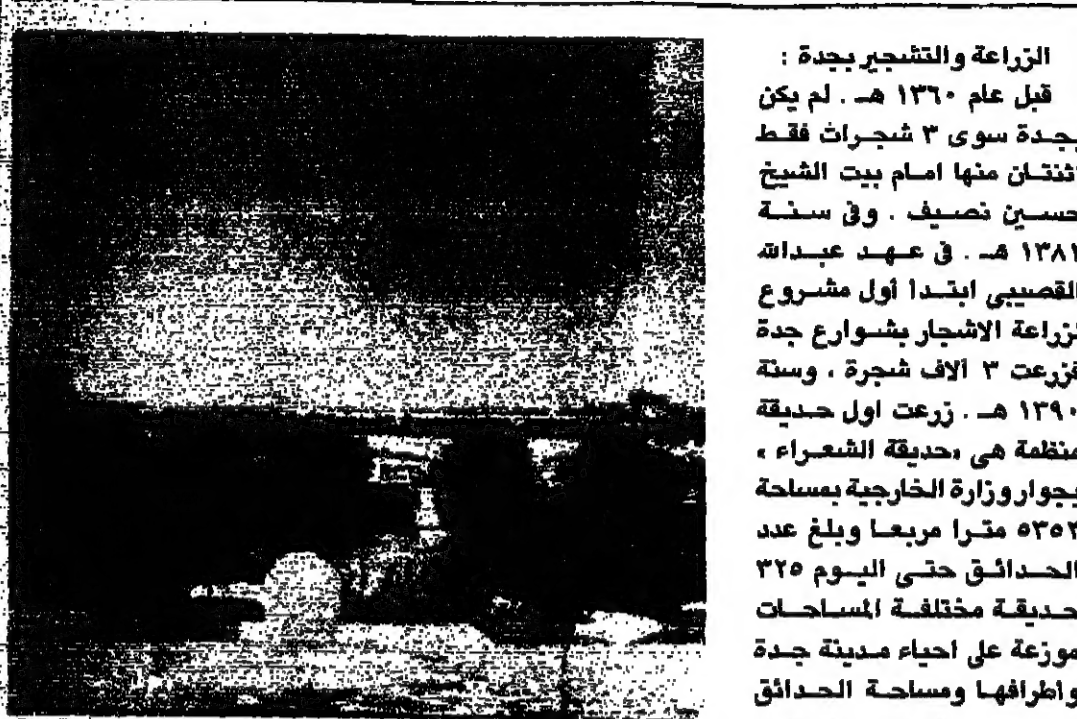 الزراعة والتشجير بجدة :
قبل عام ١٣٦٠ هـ . لم يكن
بجدة سوى ٣ شجرات فقط
اثنتان منها امام بيت الشيخ
حسين نصيف . وفي سنة
هـ . في عهد عبدالله
القصيبي ابتدا أول مشروع
لزراعة الاشجار بشوارع جدة
فزرعت ٣ آلاف شجرة ، وسنة
١٣٩٠ هـ . زرعت اول حديقة
منظمة هي «حديقة الشعراء »
بجوار وزارة الخارجية بمساحة
مترا مربعا وبلغ عدد
الحدائق حتى اليوم ٣٢٥
حديقة مختلفة المساحات
موزعة على احياء مدينة جدة
واطرافها ومساحة الحدائق